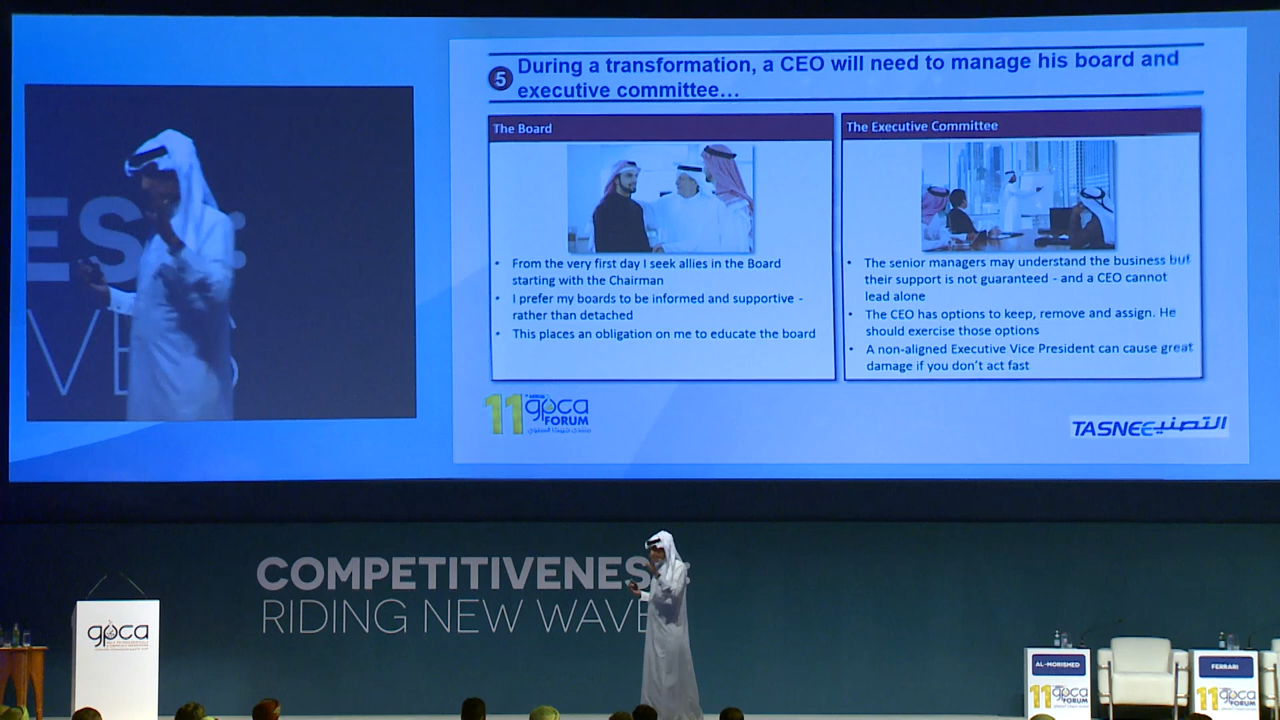 5
During a transformation, a CEO will need to manage his board and
executive committee…
The Board
• From the very first day I seek allies in the Board
starting with the Chairman
• I prefer my boards to be informed and supportive -
rather than detached
• This places an obligation on me to educate the board
The Executive Committee
• The senior managers may understand the business but
their support is not guaranteed - and a CEO cannot
lead alone
• The CEO has options to keep, remove and assign. He
should exercise those options
• A non-aligned Executive Vice President can cause great
damage if you don't act fast
11 gpca
FORUM
TASNEE التصنيع
ES:
VE
COMPETITIVENESS:
RIDING NEW WAVE
gpca
AL-MORISHED
11 gpca
FORUM
FERRARI
11 gpca
FORUM